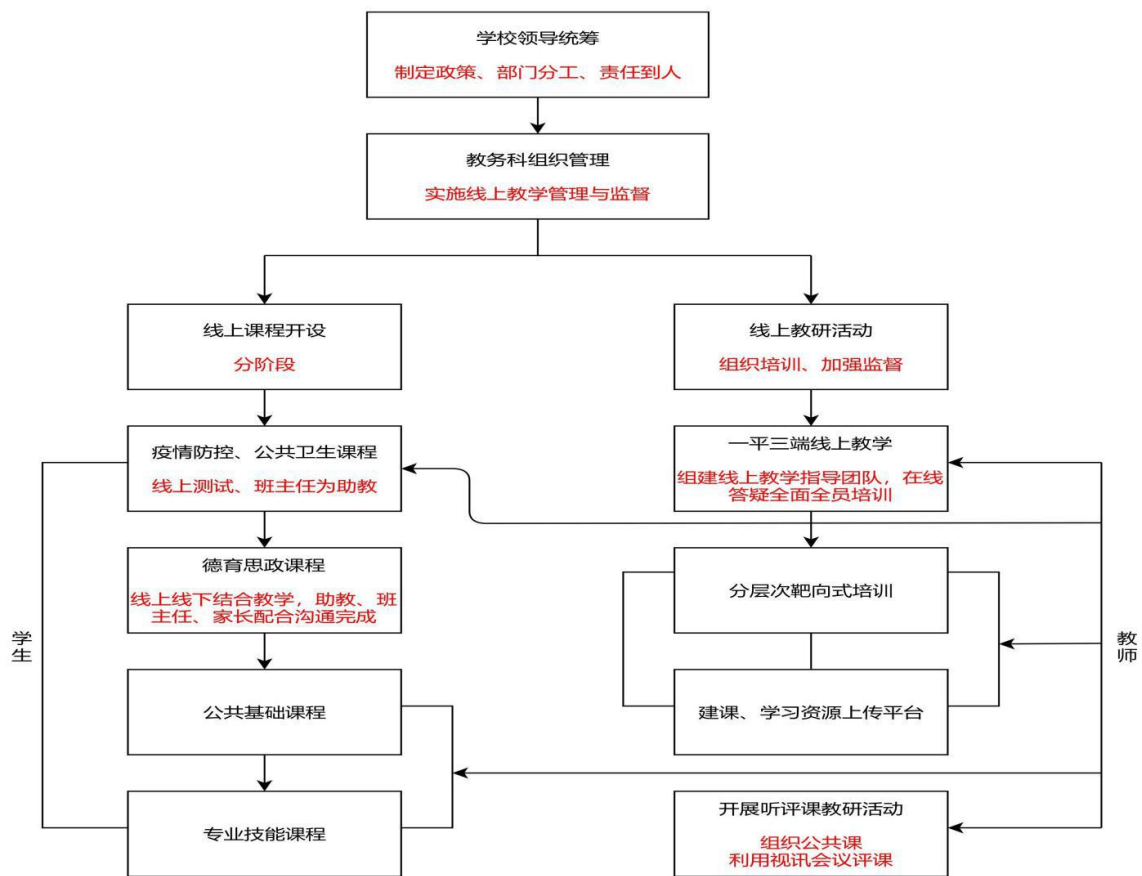 学校领导统筹
制定政策、部门分工、责任到人
教务科组织管理
实施线上教学管理与监督
线上课程开设
分阶段
线上教研活动
组织培训、加强监督
疫情防控、公共卫生课程
线上测试、班主任为助教
一平三端线上教学
组建线上教学指导团队，在线
答疑全面全员培训
德育思政课程
线上线下结合教学，助教、班
主任、家长配合沟通完成
分层次靶向式培训
学
生
教
师
公共基础课程
建课、学习资源上传平台
专业技能课程
开展听评课教研活动
组织公共课
利用视讯会议评课